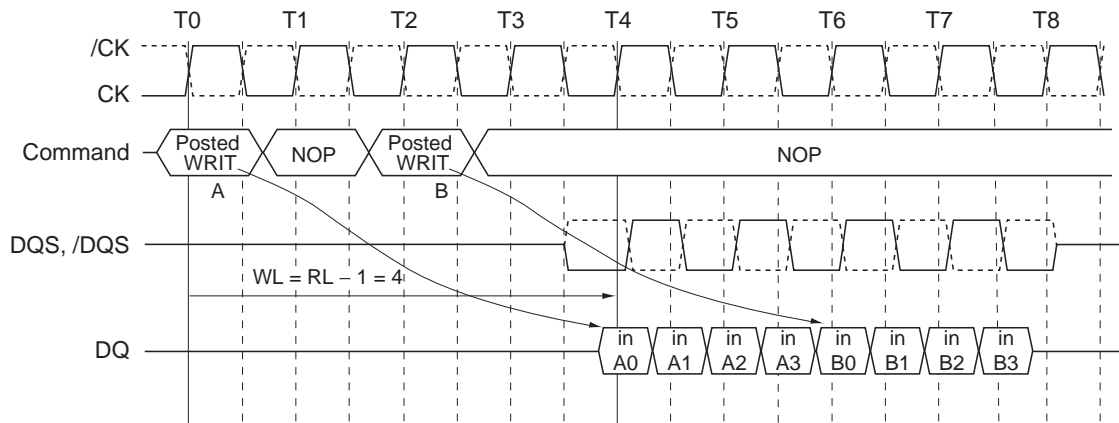 T0 T1 T2 T3 T4 T5 T6 T7 T8
/CK
CK
Command
Posted
WRIT
A
NOP
Posted
WRIT
B
NOP
DQS, /DQS
WL = RL − 1 = 4
DQ
in
A0
in
A1
in
A2
in
A3
in
B0
in
B1
in
B2
in
B3